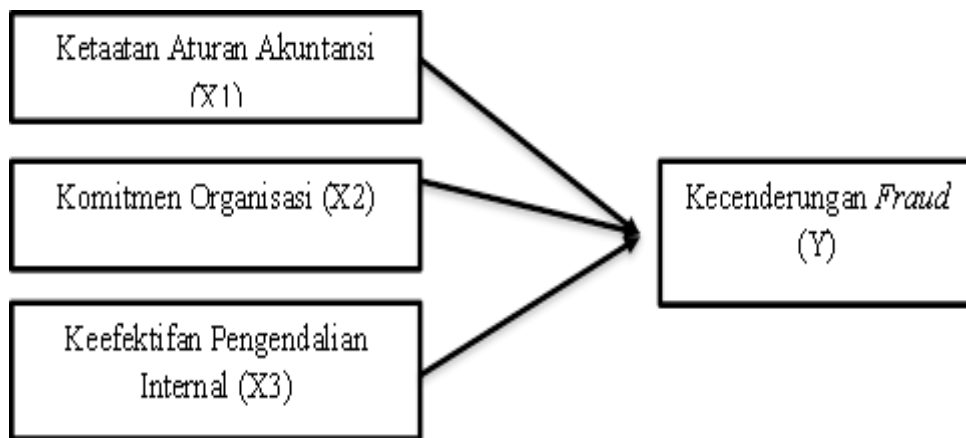 Ketaatan Aturan Akuntansi
(X1)
Komitmen Organisasi (X2)
Kecenderungan Fraud
(Y)
Keefektifan Pengendalian
Internal (X3)